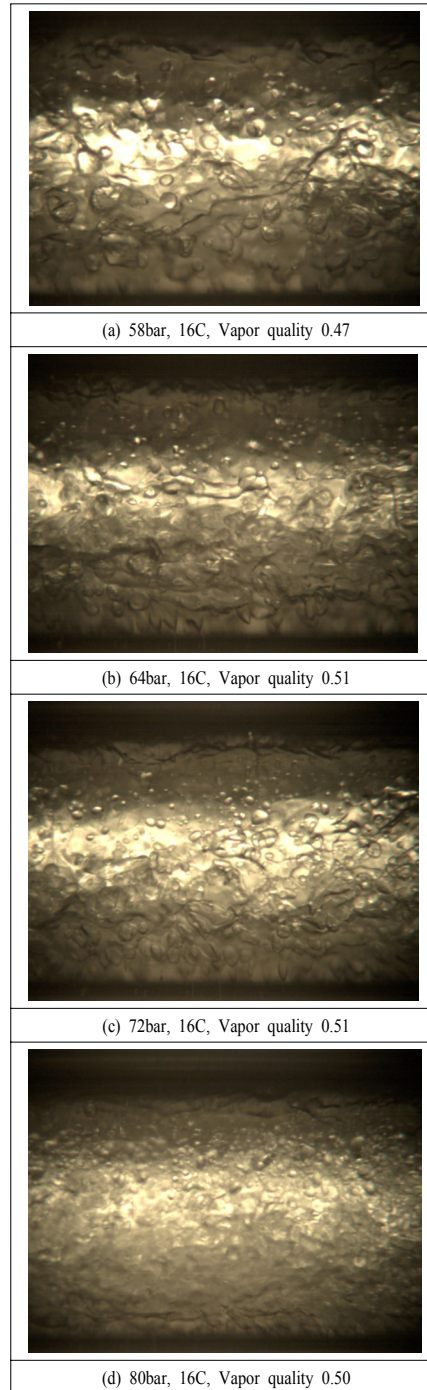 (a) 58bar, 16C, Vapor quality 0.47
(b) 64bar, 16C, Vapor quality 0.51
(c) 72bar, 16C, Vapor quality 0.51
(d) 80bar, 16C, Vapor quality 0.50